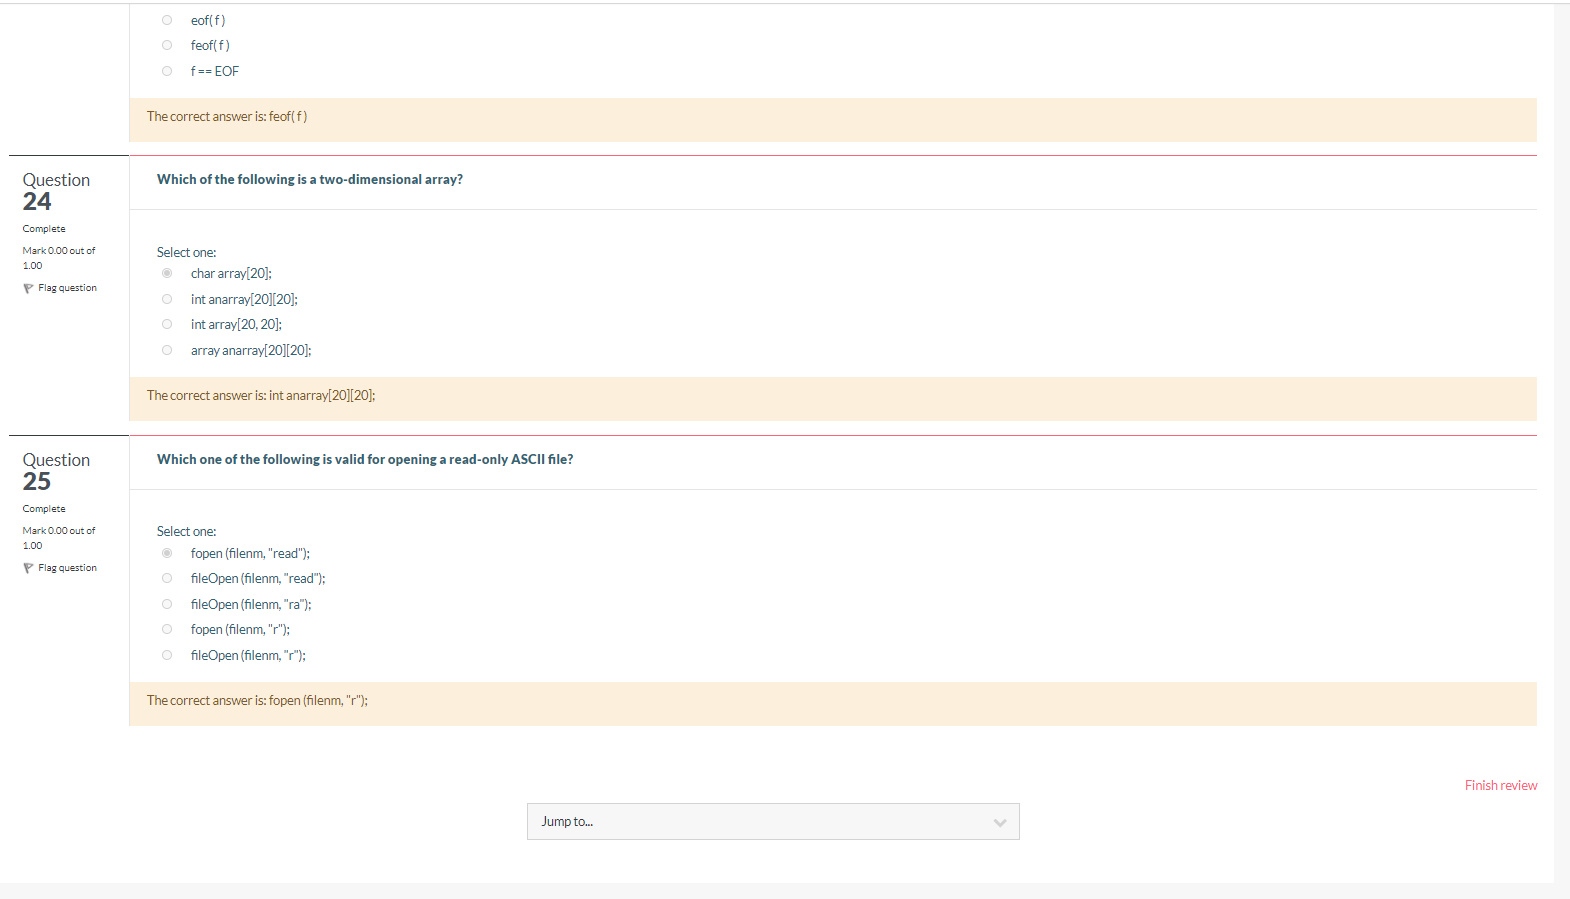 eof( f )
feof( f )
f == EOF
The correct answer is: feof( f )
Question
24
Complete
Mark 0.00 out of
1.00
Flag question
Which of the following is a two-dimensional array?
Select one:
char array[20];
int anarray[20][20];
int array[20, 20];
array anarray[20][20];
The correct answer is: int anarray[20][20];
Question
25
Complete
Mark 0.00 out of
1.00
Flag question
Which one of the following is valid for opening a read-only ASCII file?
Select one:
fopen (filenm, "read");
fileOpen (filenm, "read");
fileOpen (filenm, "ra");
fopen (filenm, "r");
fileOpen (filenm, "r");
The correct answer is: fopen (filenm, "r");
Finish review
Jump to...